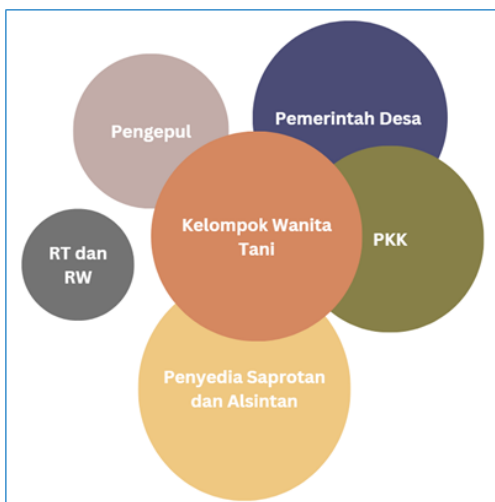 Pemerintah Desa
Pengepul
Kelompok Wanita
Tani
PKK
RT dan
RW
Penyedia Saprotan
dan Alsintan